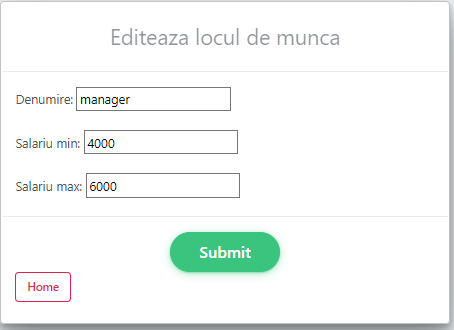 Editeaza locul de munca
Denumire: manager
Salariu min: 4000
Salariu max: 6000
Submit
Home